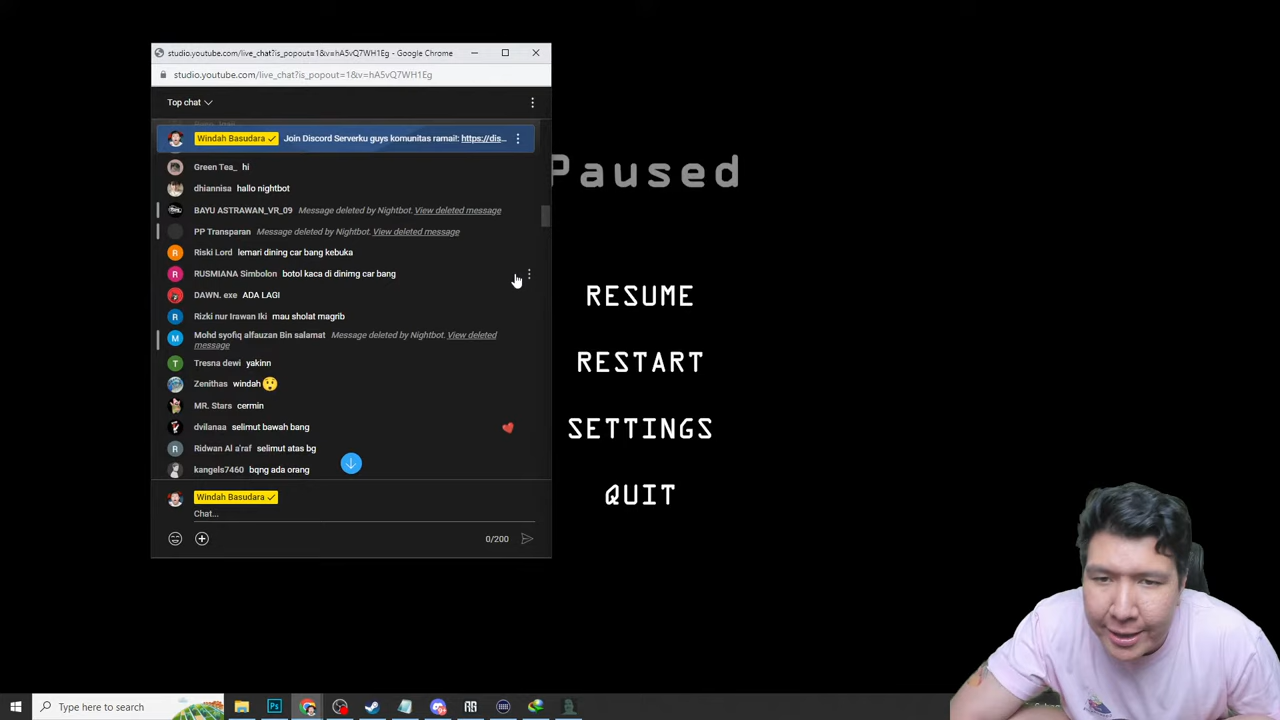 studio.youtube.com/live_chat?is_popout=1&v=hA5vQ7WH1Eg - Google Chrome
studio.youtube.com/live_chat?is_popout=1&v=hA5vQ7WH1Eg
Top chat
Windah Basudara Join Discord Serverku guys komunitas ramai!: https://dis...
Green Tea_ hi
dhiannisa hallo nightbot
BAYU ASTRAWAN_VR_09 Message deleted by Nightbot. View deleted message
PP Transparan Message deleted by Nightbot. View deleted message
R Riski Lord lemari dining car bang kebuka
R RUSMIANA Simbolon botol kaca di dinimg car bang
DAWN. exe ADA LAGI
R Rizki nur Irawan Iki mau sholat magrib
M Mohd syofiq alfauzan Bin salamat Message deleted by Nightbot. View deleted
message
T Tresna dewi yakinn
Zenithas windah
MR. Stars cermin
dvilanaa selimut bawah bang
R Ridwan Al a'raf selimut atas bg
kangels7460 bqng ada orang
Windah Basudara
Chat...
0/200
Paused
RESUME
RESTART
SETTINGS
QUIT
Type here to search
Ps